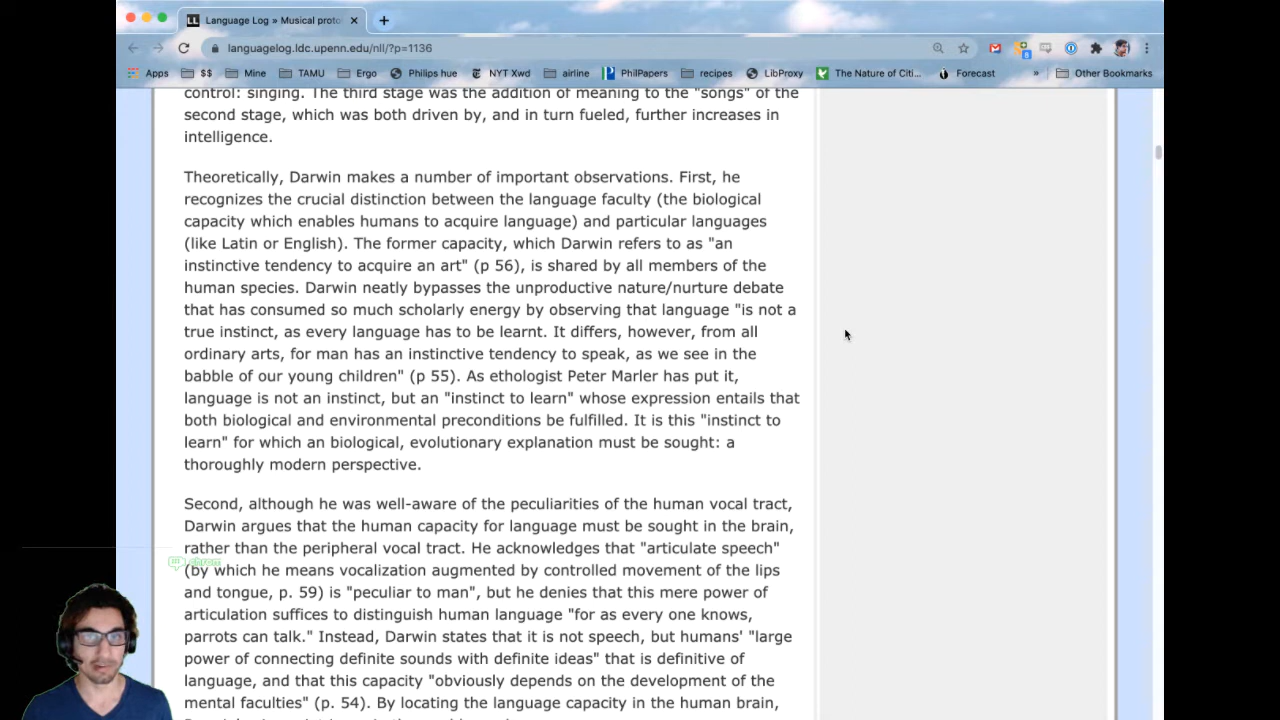 Language Log » Musical proto
languagelog.ldc.upenn.edu/nll/?p=1136
8
Apps $$ Mine TAMU Ergo Philips hue NYT Xwd airline PhilPapers recipes LibProxy The Nature of Citi... Forecast » Other Bookmarks
control: singing. The third stage was the addition of meaning to the "songs" of the
second stage, which was both driven by, and in turn fueled, further increases in
intelligence.
Theoretically, Darwin makes a number of important observations. First, he
recognizes the crucial distinction between the language faculty (the biological
capacity which enables humans to acquire language) and particular languages
(like Latin or English). The former capacity, which Darwin refers to as "an
instinctive tendency to acquire an art" (p 56), is shared by all members of the
human species. Darwin neatly bypasses the unproductive nature/nurture debate
that has consumed so much scholarly energy by observing that language "is not a
true instinct, as every language has to be learnt. It differs, however, from all
ordinary arts, for man has an instinctive tendency to speak, as we see in the
babble of our young children" (p 55). As ethologist Peter Marler has put it,
language is not an instinct, but an "instinct to learn" whose expression entails that
both biological and environmental preconditions be fulfilled. It is this "instinct to
learn" for which an biological, evolutionary explanation must be sought: a
thoroughly modern perspective.
Second, although he was well-aware of the peculiarities of the human vocal tract,
Darwin argues that the human capacity for language must be sought in the brain,
rather than the peripheral vocal tract. He acknowledges that "articulate speech"
(by which he means vocalization augmented by controlled movement of the lips
and tongue, p. 59) is "peculiar to man", but he denies that this mere power of
articulation suffices to distinguish human language "for as every one knows,
parrots can talk." Instead, Darwin states that it is not speech, but humans' "large
power of connecting definite sounds with definite ideas" that is definitive of
language, and that this capacity "obviously depends on the development of the
mental faculties" (p. 54). By locating the language capacity in the human brain,